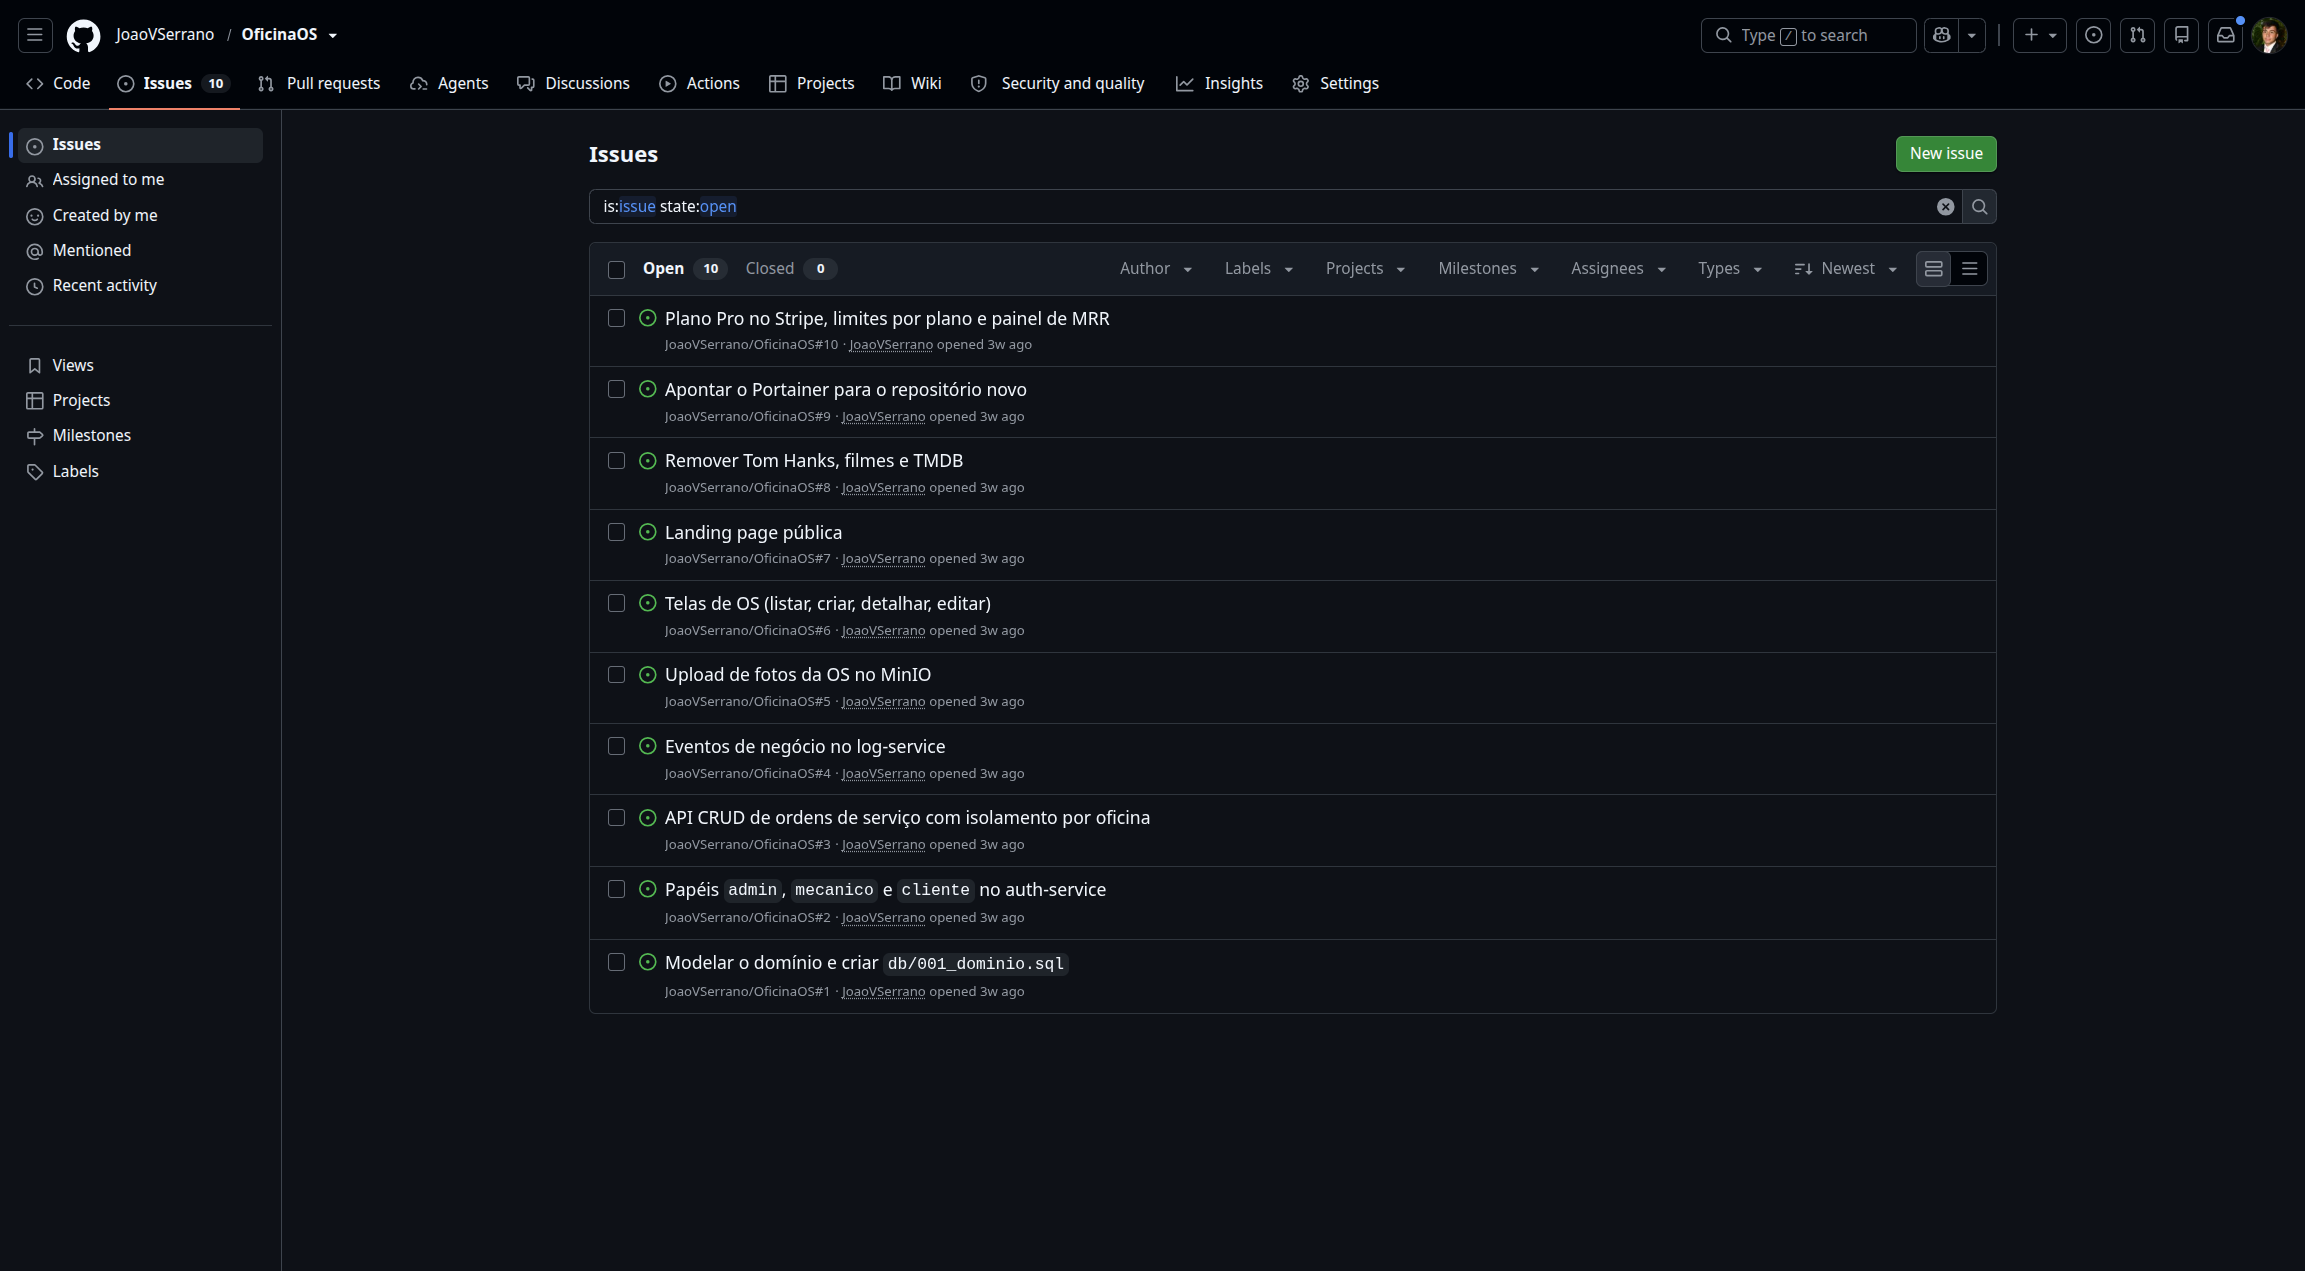 JoaoVSerrano / OficinaOS
Type / to search
Code
Issues 10
Pull requests
Agents
Discussions
Actions
Projects
Wiki
Security and quality
Insights
Settings
Issues
Assigned to me
Created by me
Mentioned
Recent activity
Views
Projects
Milestones
Labels
Issues
New issue
is:issue state:open
Open 10 Closed 0 Author Labels Projects Milestones Assignees Types Newest
Plano Pro no Stripe, limites por plano e painel de MRR
JoaoVSerrano/OficinaOS#10 · JoaoVSerrano opened 3w ago
Apontar o Portainer para o repositório novo
JoaoVSerrano/OficinaOS#9 · JoaoVSerrano opened 3w ago
Remover Tom Hanks, filmes e TMDB
JoaoVSerrano/OficinaOS#8 · JoaoVSerrano opened 3w ago
Landing page pública
JoaoVSerrano/OficinaOS#7 · JoaoVSerrano opened 3w ago
Telas de OS (listar, criar, detalhar, editar)
JoaoVSerrano/OficinaOS#6 · JoaoVSerrano opened 3w ago
Upload de fotos da OS no MinIO
JoaoVSerrano/OficinaOS#5 · JoaoVSerrano opened 3w ago
Eventos de negócio no log-service
JoaoVSerrano/OficinaOS#4 · JoaoVSerrano opened 3w ago
API CRUD de ordens de serviço com isolamento por oficina
JoaoVSerrano/OficinaOS#3 · JoaoVSerrano opened 3w ago
Papéis admin, mecanico e cliente no auth-service
JoaoVSerrano/OficinaOS#2 · JoaoVSerrano opened 3w ago
Modelar o domínio e criar db/001_dominio.sql
JoaoVSerrano/OficinaOS#1 · JoaoVSerrano opened 3w ago